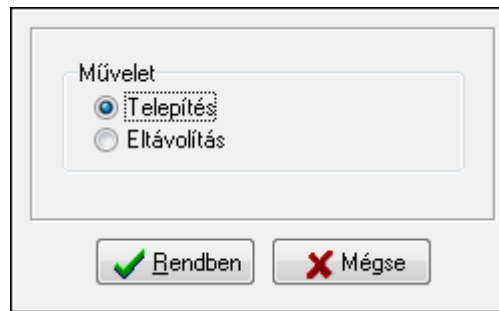 Művelet
Telepítés
Eltávolítás
Rendben
Mégse